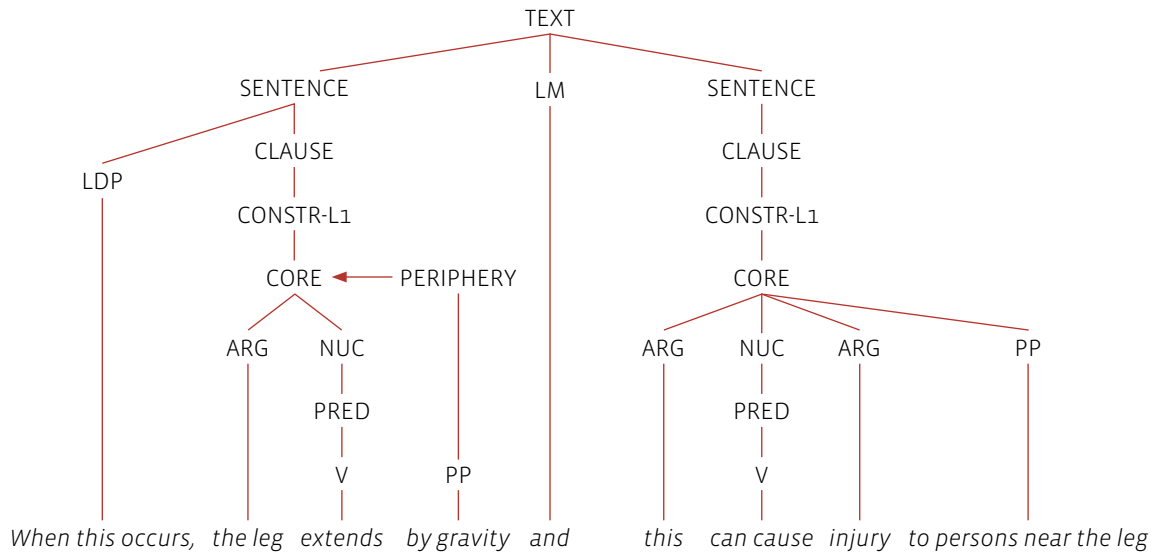 TEXT
SENTENCE LM SENTENCE
CLAUSE CLAUSE
LDP
CONSTR-L1 CONSTR-L1
CORE PERIPHERY CORE
ARG NUC ARG NUC ARG PP
PRED PRED
V PP V
When this occurs, the leg extends by gravity and this can cause injury to persons near the leg